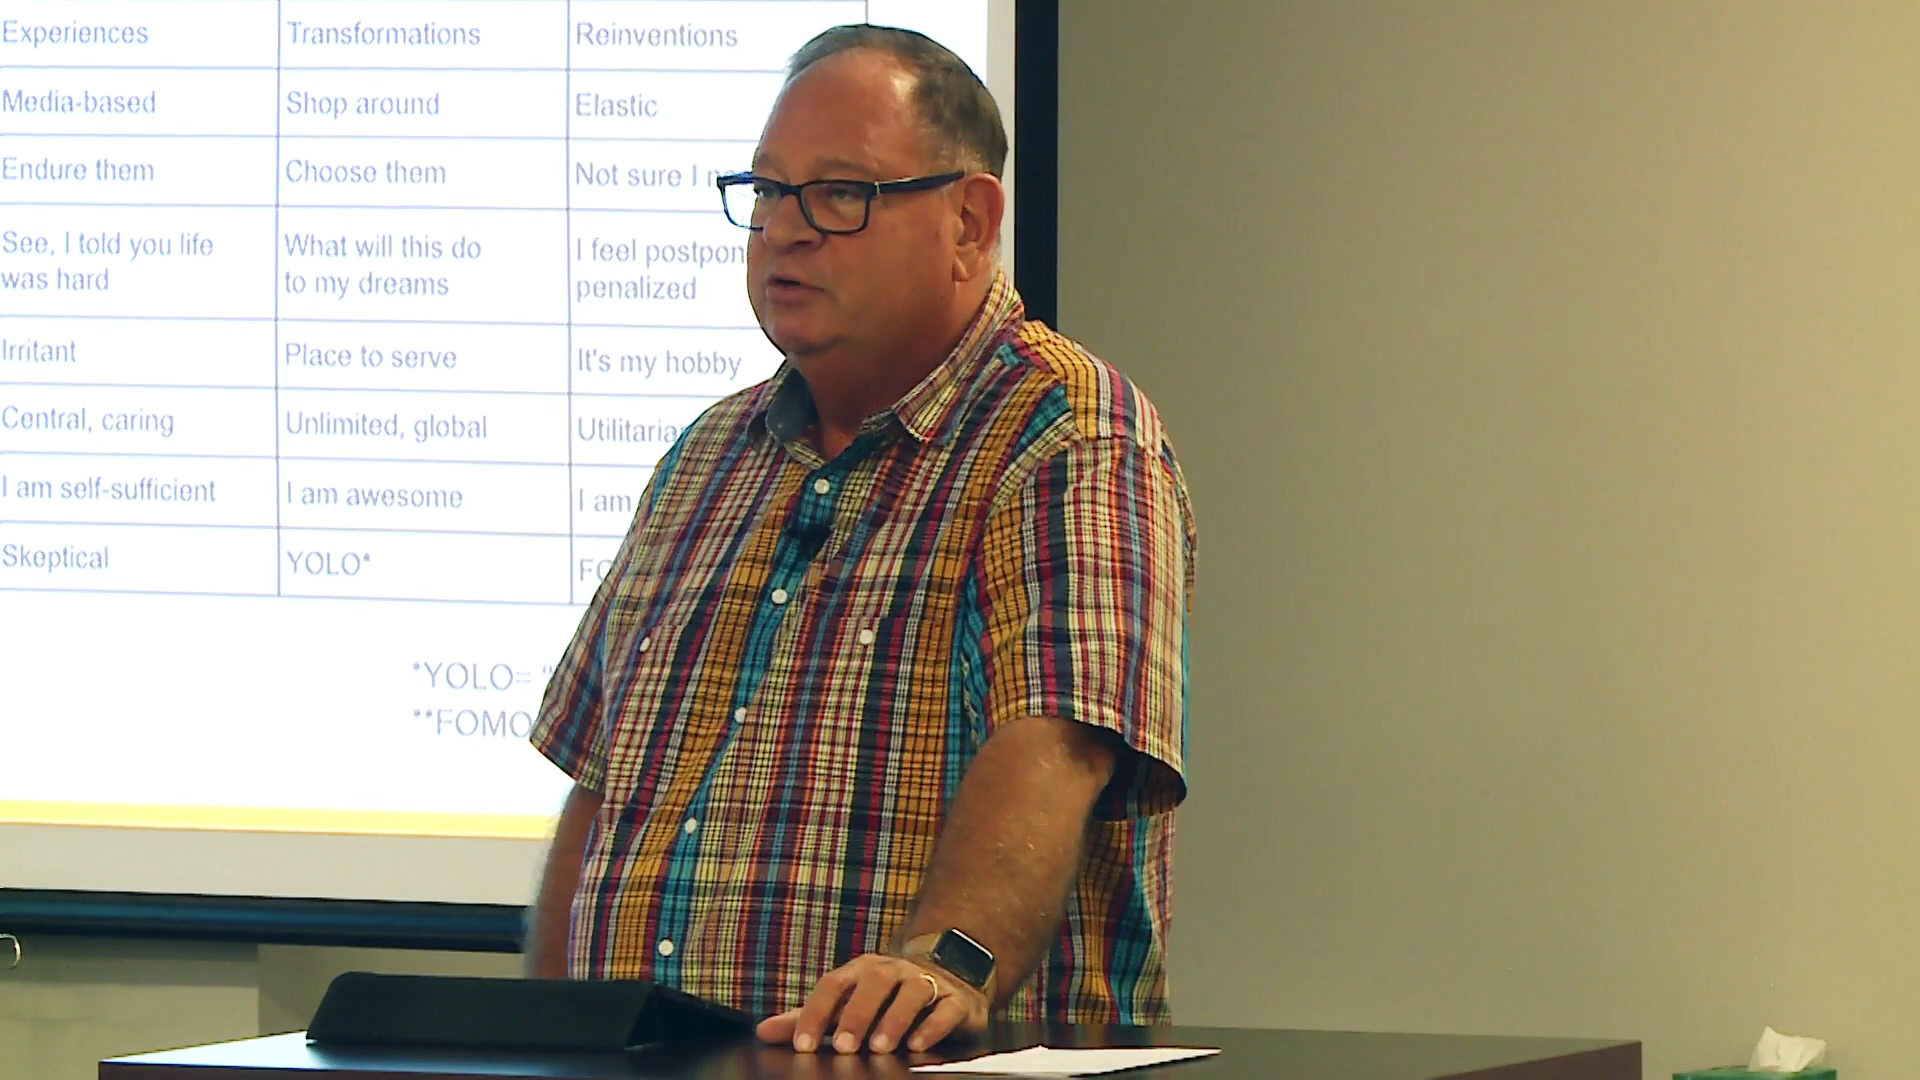 Experiences Transformations Reinventions
Media-based Shop around Elastic
Endure them Choose them Not sure I
See, I told you life What will this do I feel
was hard to my dreams penalized
Irritant Place to serve It's my hobby
Central, caring Unlimited, global
I am self-sufficient I am awesome I am
Skeptical YOLO*
*YOLO= "
**FOMO